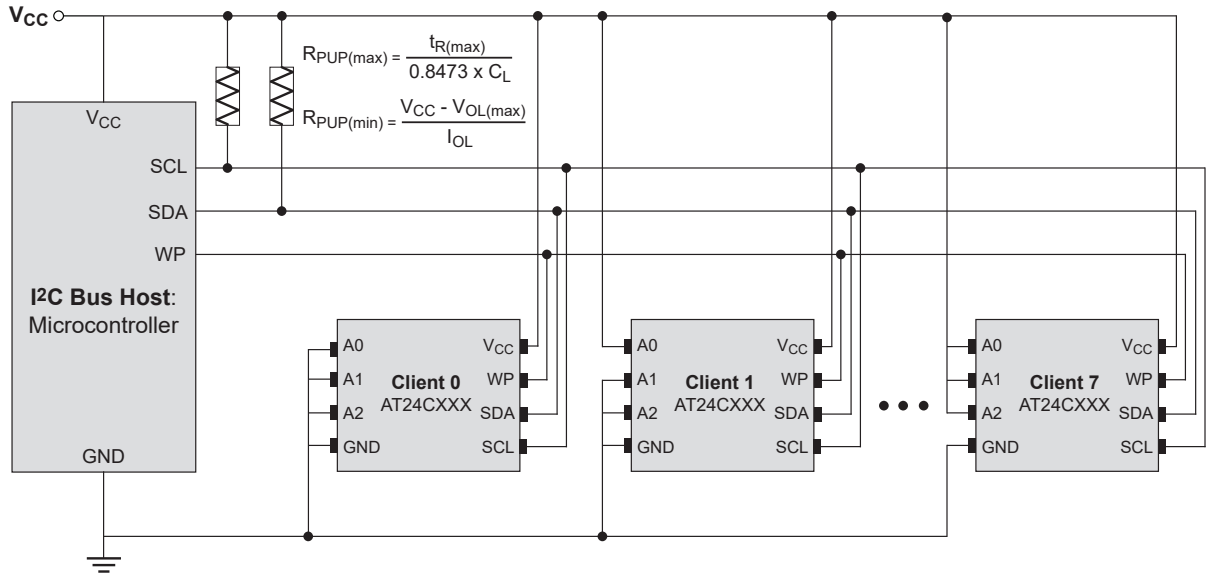 VCC
RPUP(max) = tR(max) / 0.8473 x CL
RPUP(min) = VCC - VOL(max) / IOL
VCC
SCL
SDA
WP
I2C Bus Host:
Microcontroller
GND
A0
A1
A2
GND
Client 0
AT24CXXX
VCC
WP
SDA
SCL
A0
A1
A2
GND
Client 1
AT24CXXX
VCC
WP
SDA
SCL
A0
A1
A2
GND
Client 7
AT24CXXX
VCC
WP
SDA
SCL